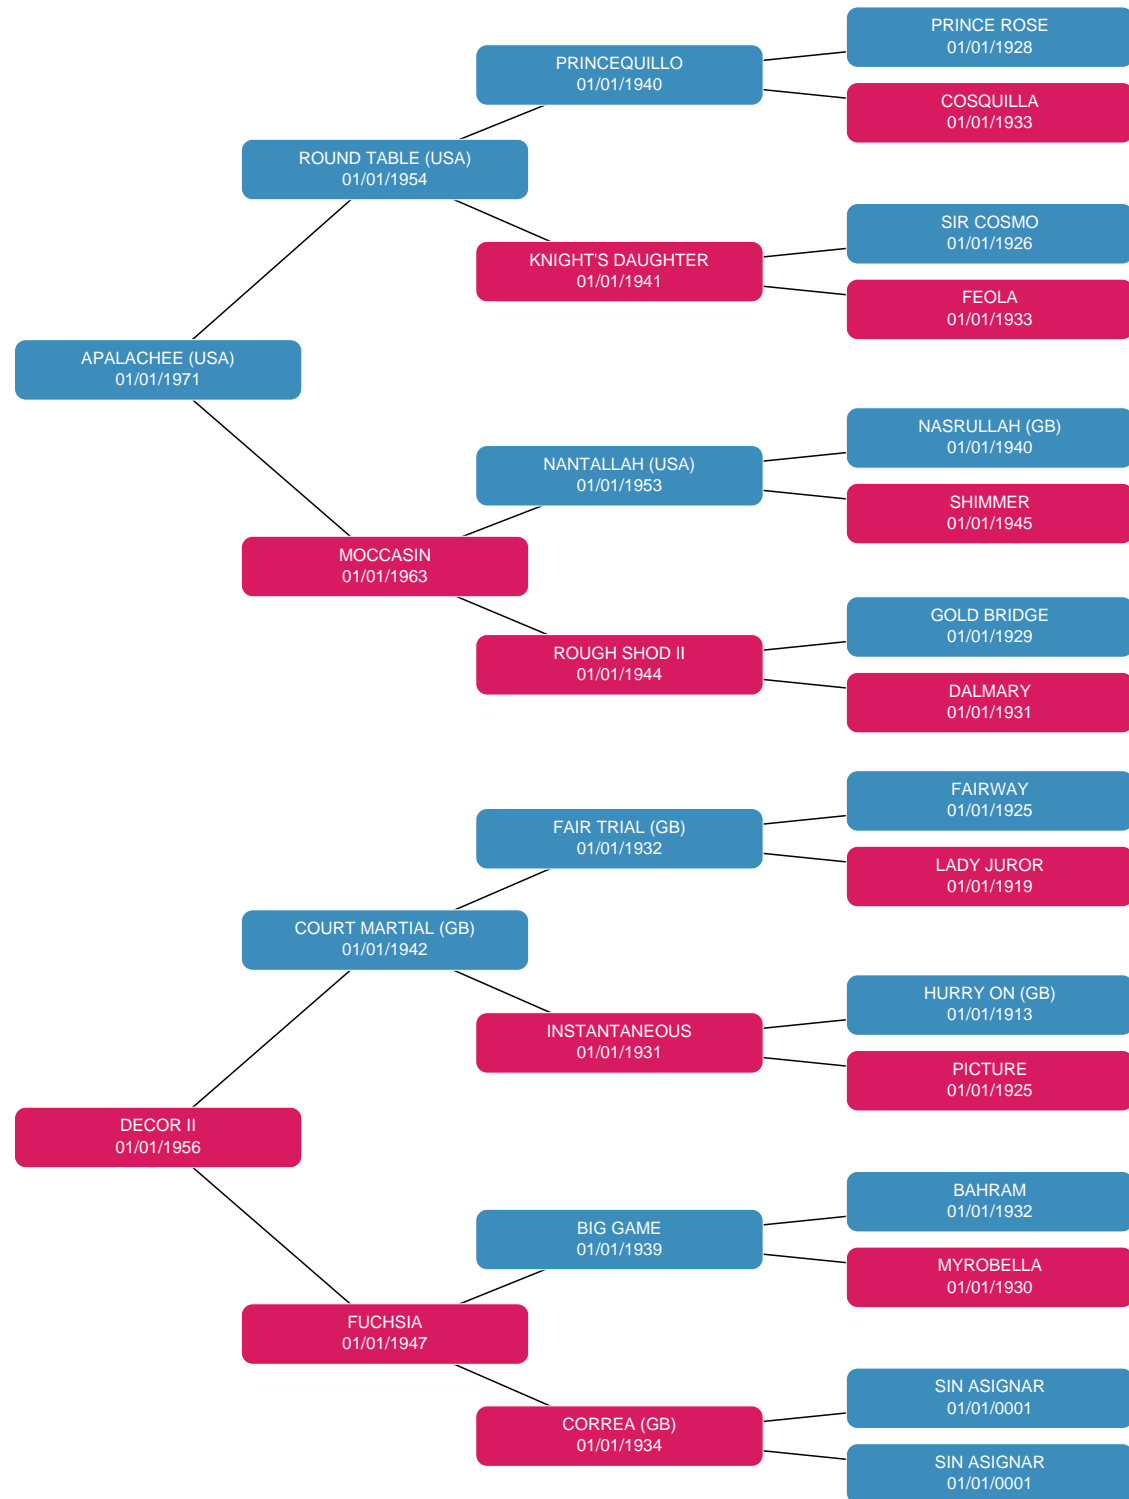 PRINCE ROSE
01/01/1928
PRINCEQUILLO
01/01/1940
COSQUILLA
01/01/1933
ROUND TABLE (USA)
01/01/1954
SIR COSMO
01/01/1926
KNIGHT'S DAUGHTER
01/01/1941
FEOLA
01/01/1933
APALACHEE (USA)
01/01/1971
NASRULLAH (GB)
01/01/1940
NANTALLAH (USA)
01/01/1953
SHIMMER
01/01/1945
MOCCASIN
01/01/1963
GOLD BRIDGE
01/01/1929
ROUGH SHOD II
01/01/1944
DALMARY
01/01/1931
FAIRWAY
01/01/1925
FAIR TRIAL (GB)
01/01/1932
LADY JUROR
01/01/1919
COURT MARTIAL (GB)
01/01/1942
HURRY ON (GB)
01/01/1913
INSTANTANEOUS
01/01/1931
PICTURE
01/01/1925
DECOR II
01/01/1956
BAHRAM
01/01/1932
BIG GAME
01/01/1939
MYROBELLA
01/01/1930
FUCHSIA
01/01/1947
SIN ASIGNAR
01/01/0001
CORREA (GB)
01/01/1934
SIN ASIGNAR
01/01/0001